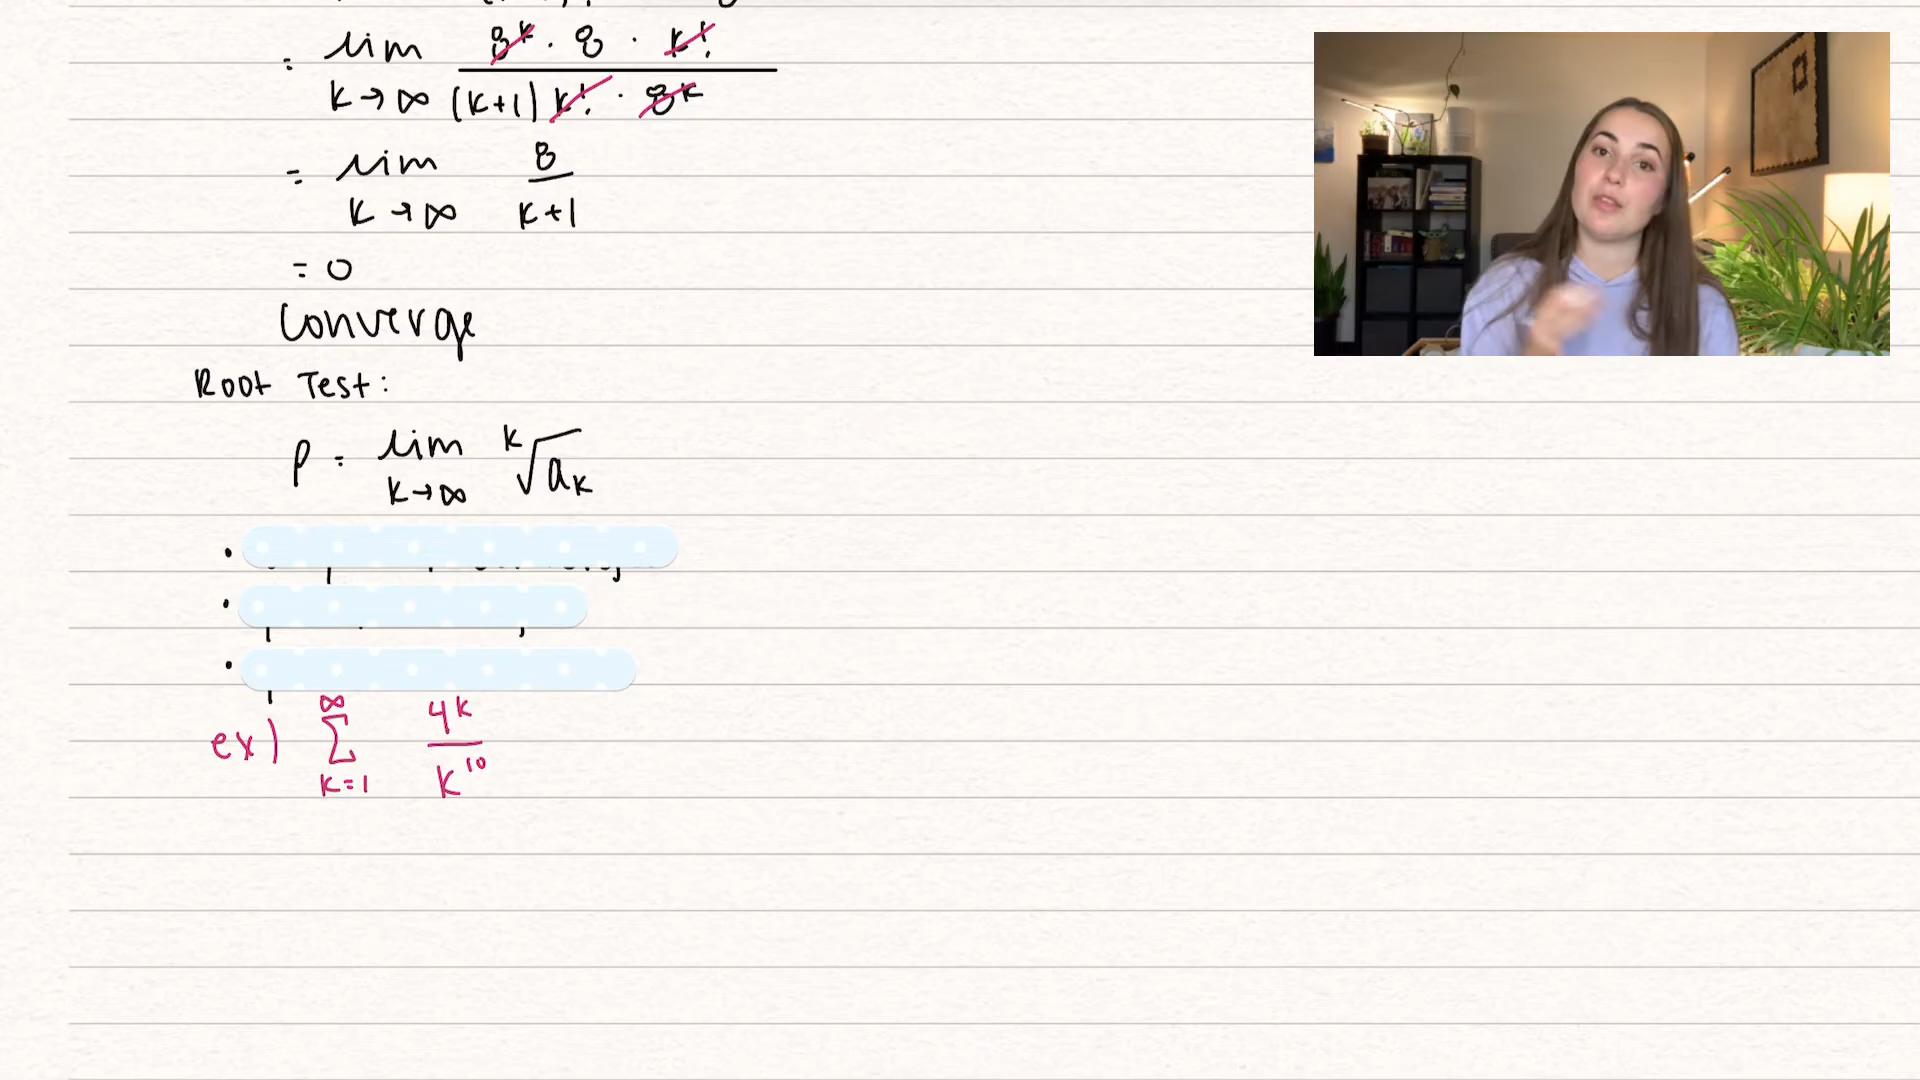 = lim 8^k · 8 · k!
k→∞ (k+1) k! · 8^k
= lim 8
k→∞ k+1
= 0
Converge
Root Test:
ρ = lim k√a_k
k→∞
•
•
•
ex) ∞ Σ k=1 4^k / k^10